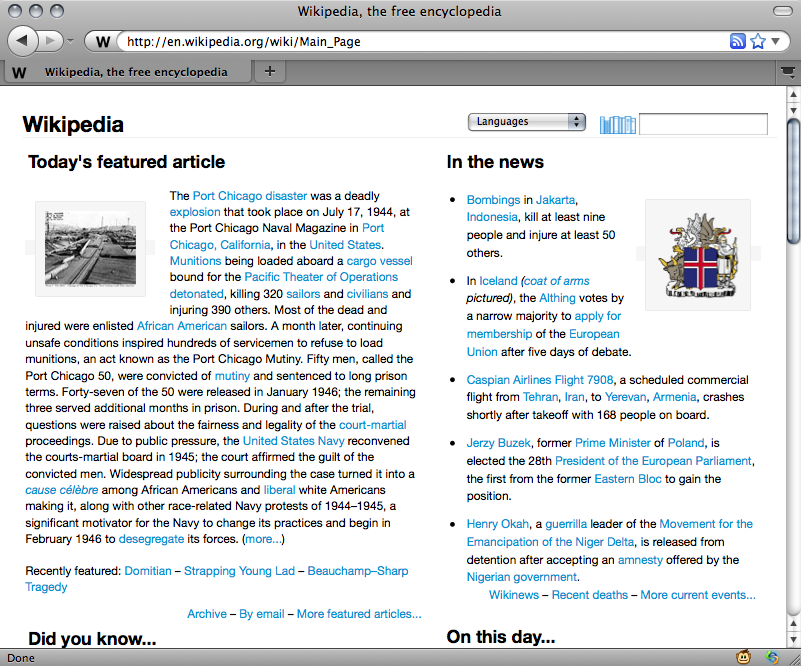 Wikipedia, the free encyclopedia
W http://en.wikipedia.org/wiki/Main_Page
W Wikipedia, the free encyclopedia +
Wikipedia
Languages
Today's featured article
The Port Chicago disaster was a deadly
explosion that took place on July 17, 1944, at
the Port Chicago Naval Magazine in Port
Chicago, California, in the United States.
Munitions being loaded aboard a cargo vessel
bound for the Pacific Theater of Operations
detonated, killing 320 sailors and civilians and
injuring 390 others. Most of the dead and
injured were enlisted African American sailors. A month later, continuing
unsafe conditions inspired hundreds of servicemen to refuse to load
munitions, an act known as the Port Chicago Mutiny. Fifty men, called the
Port Chicago 50, were convicted of mutiny and sentenced to long prison
terms. Forty-seven of the 50 were released in January 1946; the remaining
three served additional months in prison. During and after the trial,
questions were raised about the fairness and legality of the court-martial
proceedings. Due to public pressure, the United States Navy reconvened
the courts-martial board in 1945; the court affirmed the guilt of the
convicted men. Widespread publicity surrounding the case turned it into a
cause célèbre among African Americans and liberal white Americans
making it, along with other race-related Navy protests of 1944–1945, a
significant motivator for the Navy to change its practices and begin in
February 1946 to desegregate its forces. (more...)
Recently featured: Domitian – Strapping Young Lad – Beauchamp–Sharp
Tragedy
Archive – By email – More featured articles...
Did you know...
In the news
• Bombings in Jakarta,
Indonesia, kill at least nine
people and injure at least 50
others.
• In Iceland (coat of arms
pictured), the Althing votes by
a narrow majority to apply for
membership of the European
Union after five days of debate.
• Caspian Airlines Flight 7908, a scheduled commercial
flight from Tehran, Iran, to Yerevan, Armenia, crashes
shortly after takeoff with 168 people on board.
• Jerzy Buzek, former Prime Minister of Poland, is
elected the 28th President of the European Parliament,
the first from the former Eastern Bloc to gain the
position.
• Henry Okah, a guerrilla leader of the Movement for the
Emancipation of the Niger Delta, is released from
detention after accepting an amnesty offered by the
Nigerian government.
Wikinews – Recent deaths – More current events...
On this day...
Done